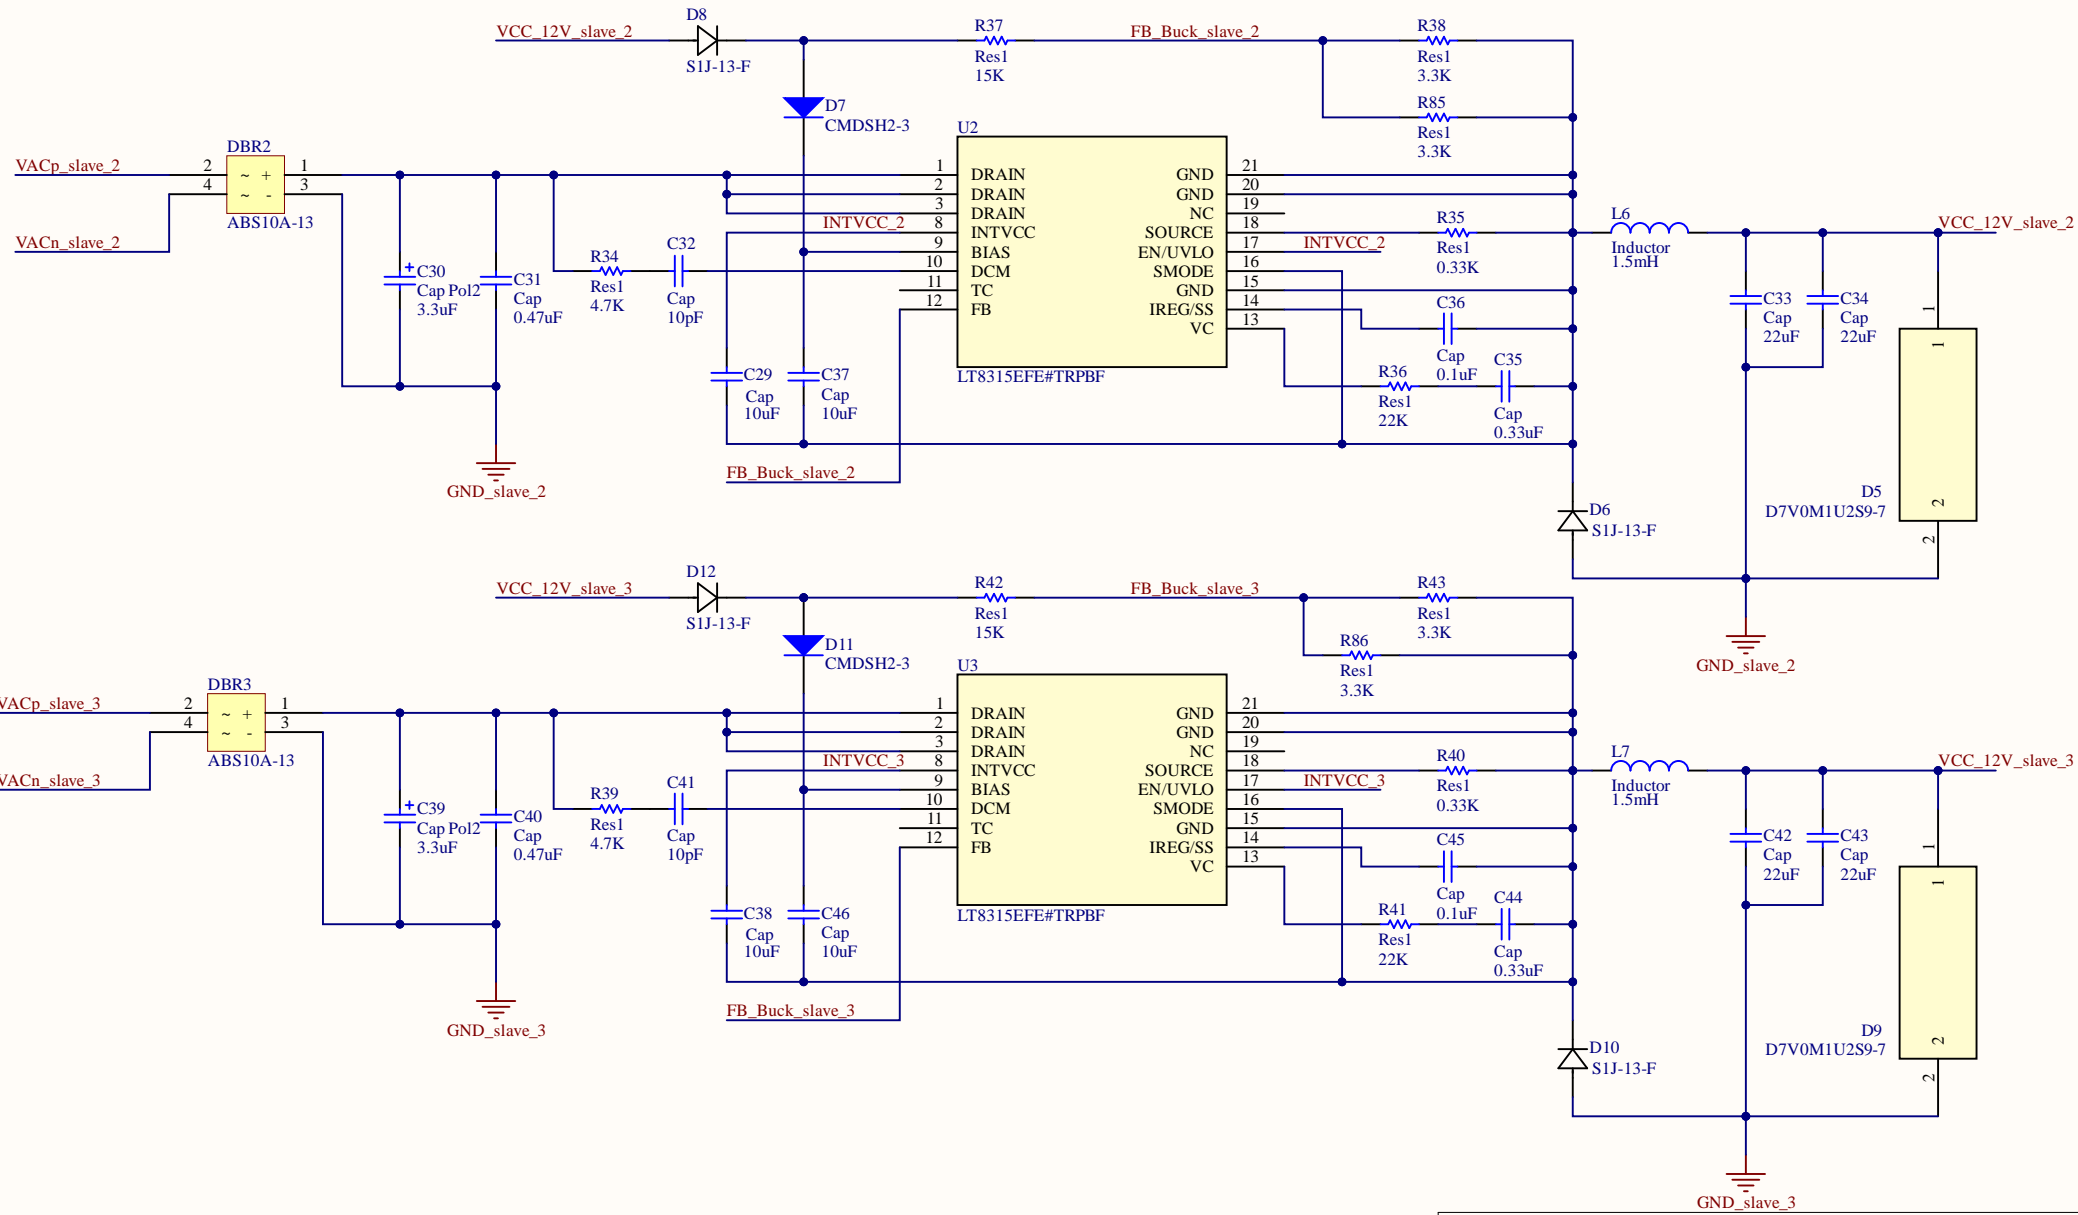 VCC_12V_slave_2
D8
S1J-13-F
R37
Res1
15K
FB_Buck_slave_2
R38
Res1
3.3K
R85
Res1
3.3K
D7
CMDSH2-3
VACp_slave_2
VACn_slave_2
DBR2
2
4
~ +
~ -
1
3
ABS10A-13
C30
+
Cap Pol2
3.3uF
C31
Cap
0.47uF
R34
Res1
4.7K
C32
Cap
10pF
INTVCC_2
C29
Cap
10uF
C37
Cap
10uF
U2
1 DRAIN
2 DRAIN
3 DRAIN
8 INTVCC
9 BIAS
10 DCM
11 TC
12 FB
GND 21
GND 20
NC 19
SOURCE 18
EN/UVLO 17
SMODE 16
GND 15
IREG/SS 14
VC 13
LT8315EFE#TRPBF
FB_Buck_slave_2
GND_slave_2
INTVCC_2
R35
Res1
0.33K
C36
Cap
0.1uF
R36
Res1
22K
C35
Cap
0.33uF
L6
Inductor
1.5mH
VCC_12V_slave_2
C33
Cap
22uF
C34
Cap
22uF
1
1
2
2
D5
D7V0M1U2S9-7
D6
S1J-13-F
GND_slave_2
VCC_12V_slave_3
D12
S1J-13-F
R42
Res1
15K
FB_Buck_slave_3
R43
Res1
3.3K
R86
Res1
3.3K
D11
CMDSH2-3
VACp_slave_3
VACn_slave_3
DBR3
2
4
~ +
~ -
1
3
ABS10A-13
C39
+
Cap Pol2
3.3uF
C40
Cap
0.47uF
R39
Res1
4.7K
C41
Cap
10pF
INTVCC_3
C38
Cap
10uF
C46
Cap
10uF
U3
1 DRAIN
2 DRAIN
3 DRAIN
8 INTVCC
9 BIAS
10 DCM
11 TC
12 FB
GND 21
GND 20
NC 19
SOURCE 18
EN/UVLO 17
SMODE 16
GND 15
IREG/SS 14
VC 13
LT8315EFE#TRPBF
FB_Buck_slave_3
GND_slave_3
INTVCC_3
R40
Res1
0.33K
C45
Cap
0.1uF
R41
Res1
22K
C44
Cap
0.33uF
L7
Inductor
1.5mH
VCC_12V_slave_3
C42
Cap
22uF
C43
Cap
22uF
1
1
2
2
D9
D7V0M1U2S9-7
D10
S1J-13-F
GND_slave_3